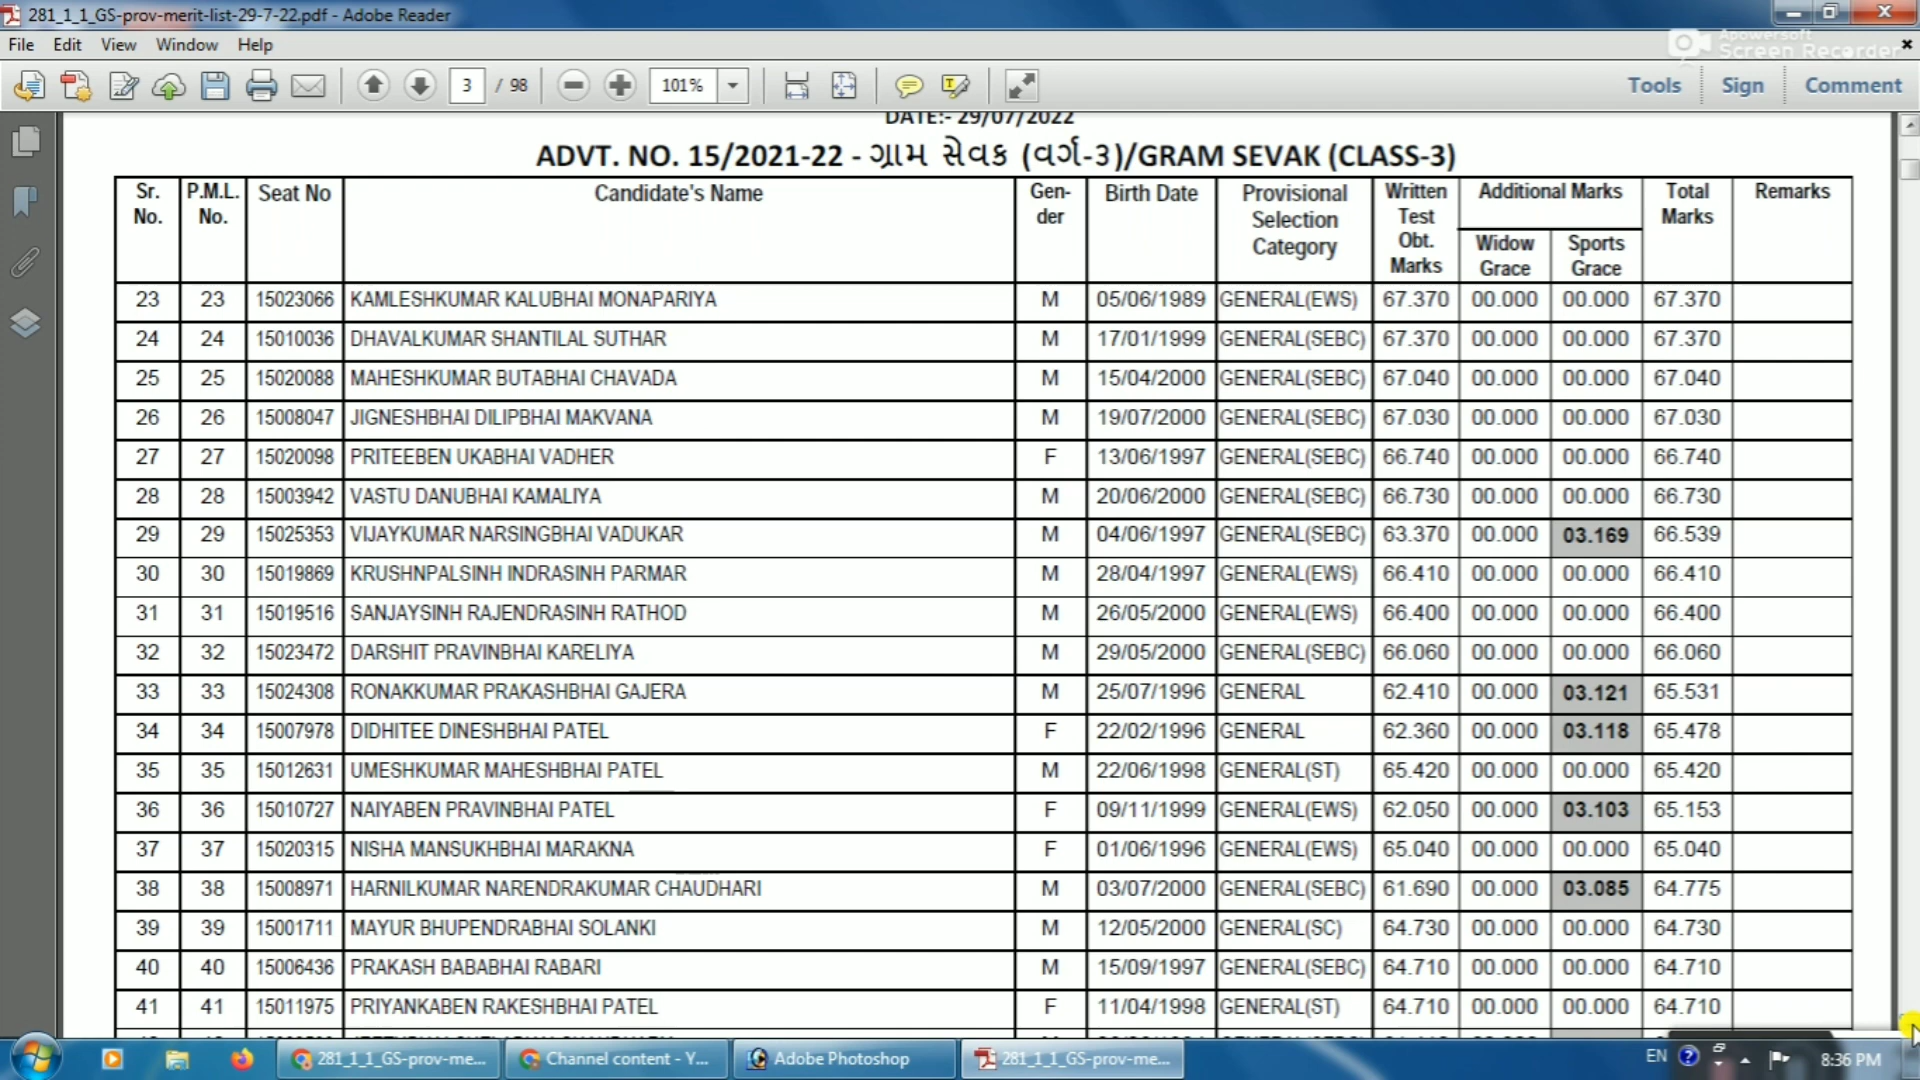 281_1_1_GS-prov-merit-list-29-7-22.pdf - Adobe Reader
File Edit View Window Help
Apowersoft
Screen Recorder
3 / 98 101% Tools Sign Comment
DATE:- 29/07/2022
ADVT. NO. 15/2021-22 - ગ્રામ સેવક (વર્ગ-૩)/GRAM SEVAK (CLASS-3)
Sr. No. P.M.L. No. Seat No Candidate's Name Gen-der Birth Date Provisional Selection Category Written Test Obt. Marks Additional Marks Total Marks Remarks
Widow Grace Sports Grace
23 23 15023066 KAMLESHKUMAR KALUBHAI MONAPARIYA M 05/06/1989 GENERAL(EWS) 67.370 00.000 00.000 67.370
24 24 15010036 DHAVALKUMAR SHANTILAL SUTHAR M 17/01/1999 GENERAL(SEBC) 67.370 00.000 00.000 67.370
25 25 15020088 MAHESHKUMAR BUTABHAI CHAVADA M 15/04/2000 GENERAL(SEBC) 67.040 00.000 00.000 67.040
26 26 15008047 JIGNESHBHAI DILIPBHAI MAKVANA M 19/07/2000 GENERAL(SEBC) 67.030 00.000 00.000 67.030
27 27 15020098 PRITEEBEN UKABHAI VADHER F 13/06/1997 GENERAL(SEBC) 66.740 00.000 00.000 66.740
28 28 15003942 VASTU DANUBHAI KAMALIYA M 20/06/2000 GENERAL(SEBC) 66.730 00.000 00.000 66.730
29 29 15025353 VIJAYKUMAR NARSINGBHAI VADUKAR M 04/06/1997 GENERAL(SEBC) 63.370 00.000 03.169 66.539
30 30 15019869 KRUSHNPALSINH INDRASINH PARMAR M 28/04/1997 GENERAL(EWS) 66.410 00.000 00.000 66.410
31 31 15019516 SANJAYSINH RAJENDRASINH RATHOD M 26/05/2000 GENERAL(EWS) 66.400 00.000 00.000 66.400
32 32 15023472 DARSHIT PRAVINBHAI KARELIYA M 29/05/2000 GENERAL(SEBC) 66.060 00.000 00.000 66.060
33 33 15024308 RONAKKUMAR PRAKASHBHAI GAJERA M 25/07/1996 GENERAL 62.410 00.000 03.121 65.531
34 34 15007978 DIDHITEE DINESHBHAI PATEL F 22/02/1996 GENERAL 62.360 00.000 03.118 65.478
35 35 15012631 UMESHKUMAR MAHESHBHAI PATEL M 22/06/1998 GENERAL(ST) 65.420 00.000 00.000 65.420
36 36 15010727 NAIYABEN PRAVINBHAI PATEL F 09/11/1999 GENERAL(EWS) 62.050 00.000 03.103 65.153
37 37 15020315 NISHA MANSUKHBHAI MARAKNA F 01/06/1996 GENERAL(EWS) 65.040 00.000 00.000 65.040
38 38 15008971 HARNILKUMAR NARENDRAKUMAR CHAUDHARI M 03/07/2000 GENERAL(SEBC) 61.690 00.000 03.085 64.775
39 39 15001711 MAYUR BHUPENDRABHAI SOLANKI M 12/05/2000 GENERAL(SC) 64.730 00.000 00.000 64.730
40 40 15006436 PRAKASH BABABHAI RABARI M 15/09/1997 GENERAL(SEBC) 64.710 00.000 00.000 64.710
41 41 15011975 PRIYANKABEN RAKESHBHAI PATEL F 11/04/1998 GENERAL(ST) 64.710 00.000 00.000 64.710
281_1_1_GS-prov-me... Channel content - Y... Adobe Photoshop 281_1_1_GS-prov-me... EN 8:36 PM